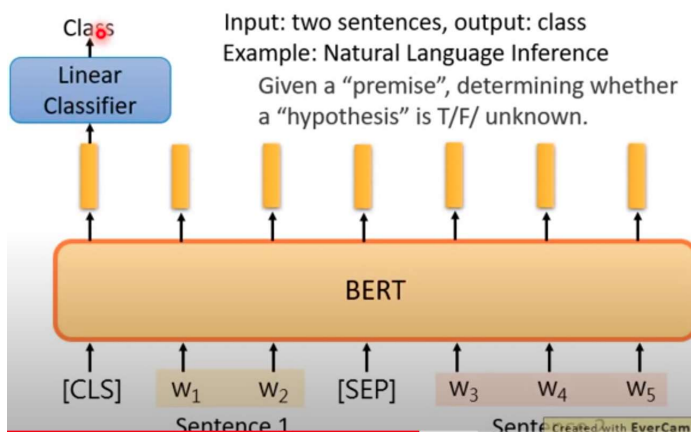 Class
Input: two sentences, output: class
Example: Natural Language Inference
Given a “premise”, determining whether
a “hypothesis” is T/F/ unknown.
Linear
Classifier
BERT
[CLS] w1 w2 [SEP] w3 w4 w5
Sentence 1
Created with EverCam